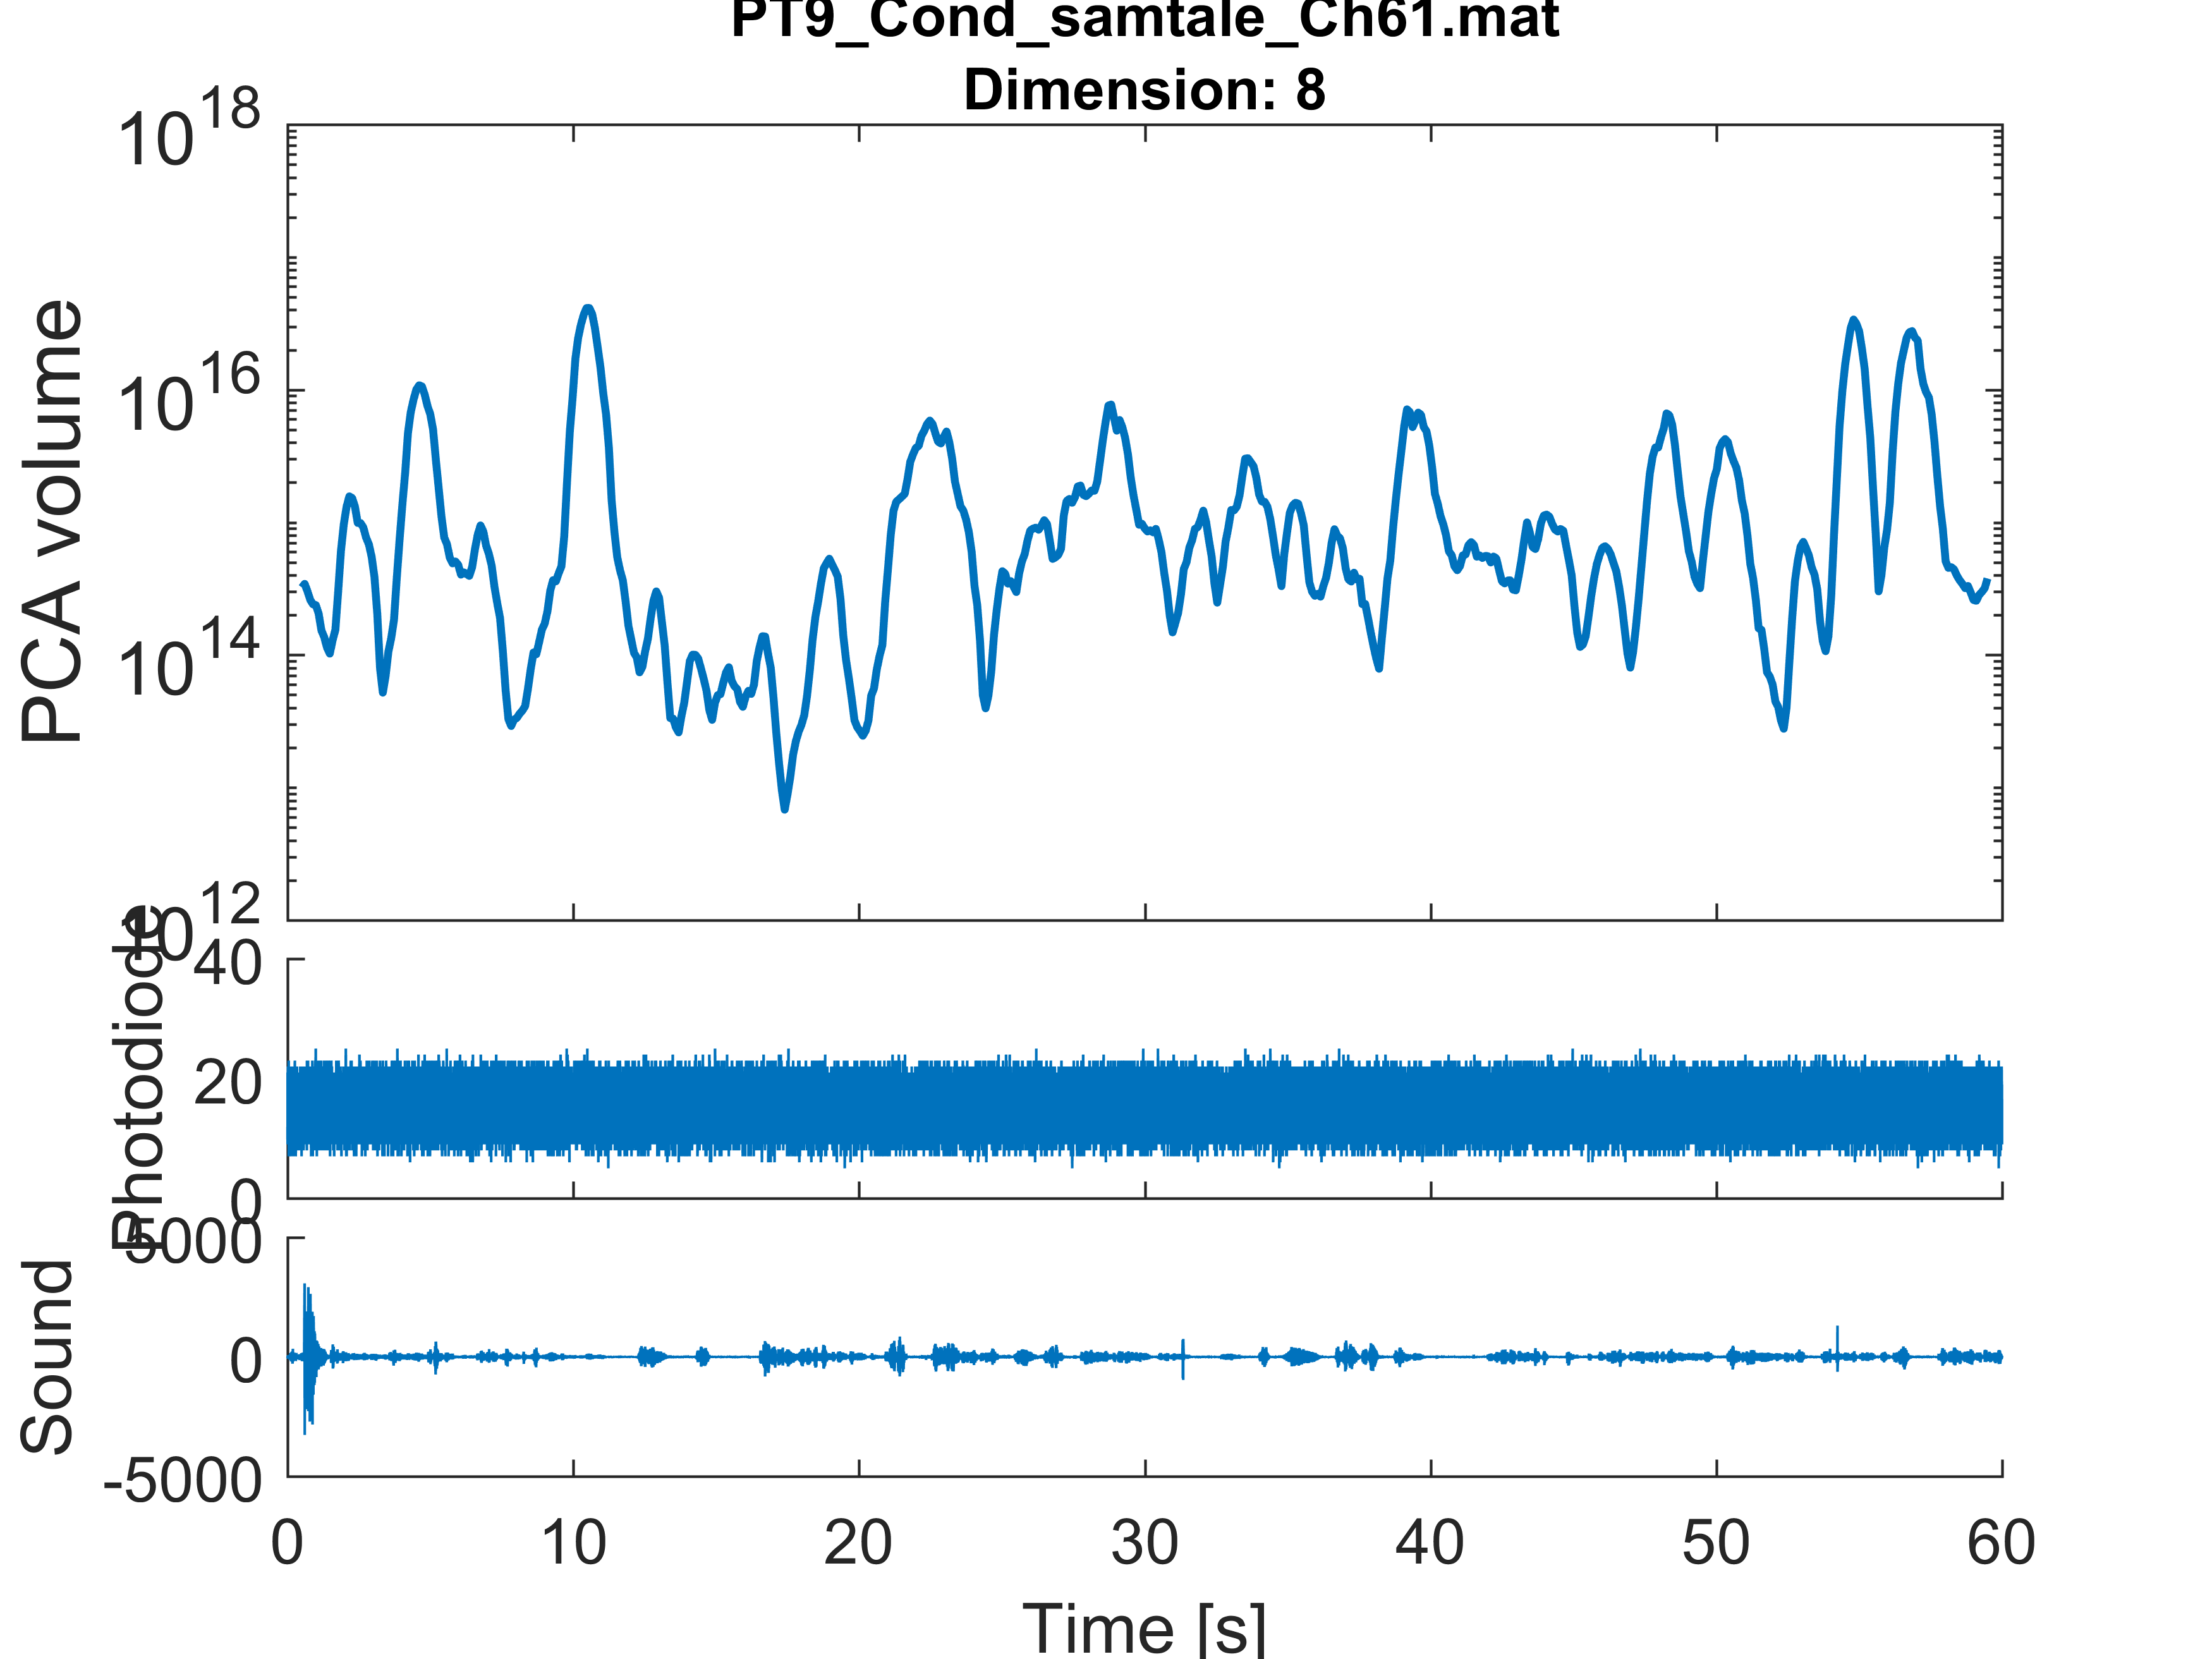 PT9_Cond_samtale_Ch61.mat
Dimension: 8
10^18
10^16
10^14
10^12
PCA volume
40
20
0
Photodiode
5000
0
-5000
Sound
0 10 20 30 40 50 60
Time [s]